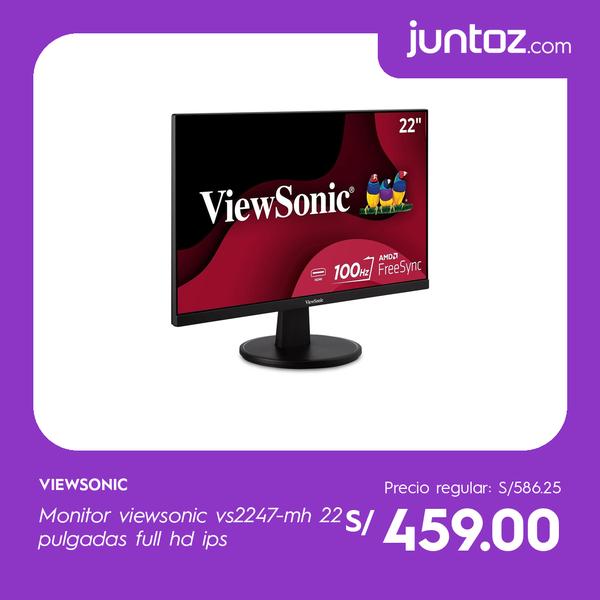 juntoz.com
22"
ViewSonic®
HDMI
100Hz
AMD
FreeSync
ViewSonic
VIEWSONIC
Monitor viewsonic vs2247-mh 22
pulgadas full hd ips
Precio regular: S/586.25
S/ 459.00